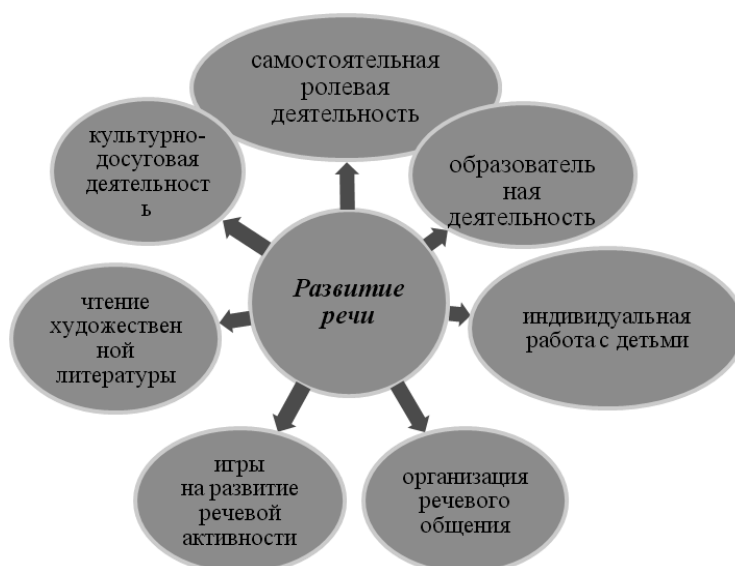 самостоятельная
ролевая
деятельность
культурно-
досуговая
деятельност
ь
образователь
ная
деятельность
Развитие
речи
чтение
художествен
ной
литературы
индивидуальная
работа с детьми
игры
на развитие
речевой
активности
организация
речевого
общения